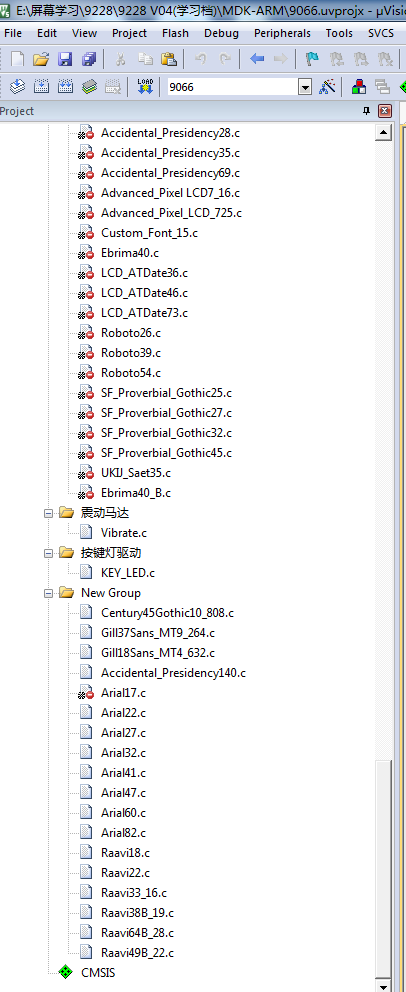 E:\屏幕学习\9228\9228 V04(学习档)\MDK-ARM\9066.uvprojx - µVisi
File Edit View Project Flash Debug Peripherals Tools SVCS
LOAD 9066
Project
Accidental_Presidency28.c
Accidental_Presidency35.c
Accidental_Presidency69.c
Advanced_Pixel LCD7_16.c
Advanced_Pixel_LCD_725.c
Custom_Font_15.c
Ebrima40.c
LCD_ATDate36.c
LCD_ATDate46.c
LCD_ATDate73.c
Roboto26.c
Roboto39.c
Roboto54.c
SF_Proverbial_Gothic25.c
SF_Proverbial_Gothic27.c
SF_Proverbial_Gothic32.c
SF_Proverbial_Gothic45.c
UKIJ_Saet35.c
Ebrima40_B.c
震动马达
Vibrate.c
按键灯驱动
KEY_LED.c
New Group
Century45Gothic10_808.c
Gill37Sans_MT9_264.c
Gill18Sans_MT4_632.c
Accidental_Presidency140.c
Arial17.c
Arial22.c
Arial27.c
Arial32.c
Arial41.c
Arial47.c
Arial60.c
Arial82.c
Raavi18.c
Raavi22.c
Raavi33_16.c
Raavi38B_19.c
Raavi64B_28.c
Raavi49B_22.c
CMSIS